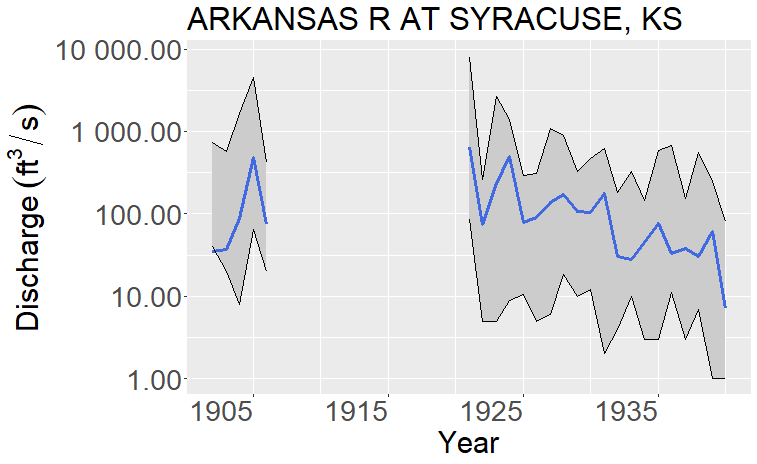 ARKANSAS R AT SYRACUSE, KS
Discharge (ft³/s)
10 000.00
1 000.00
100.00
10.00
1.00
1905 1915 1925 1935
Year